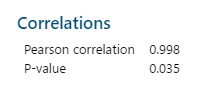 Correlations
Pearson correlation 0.998
P-value 0.035